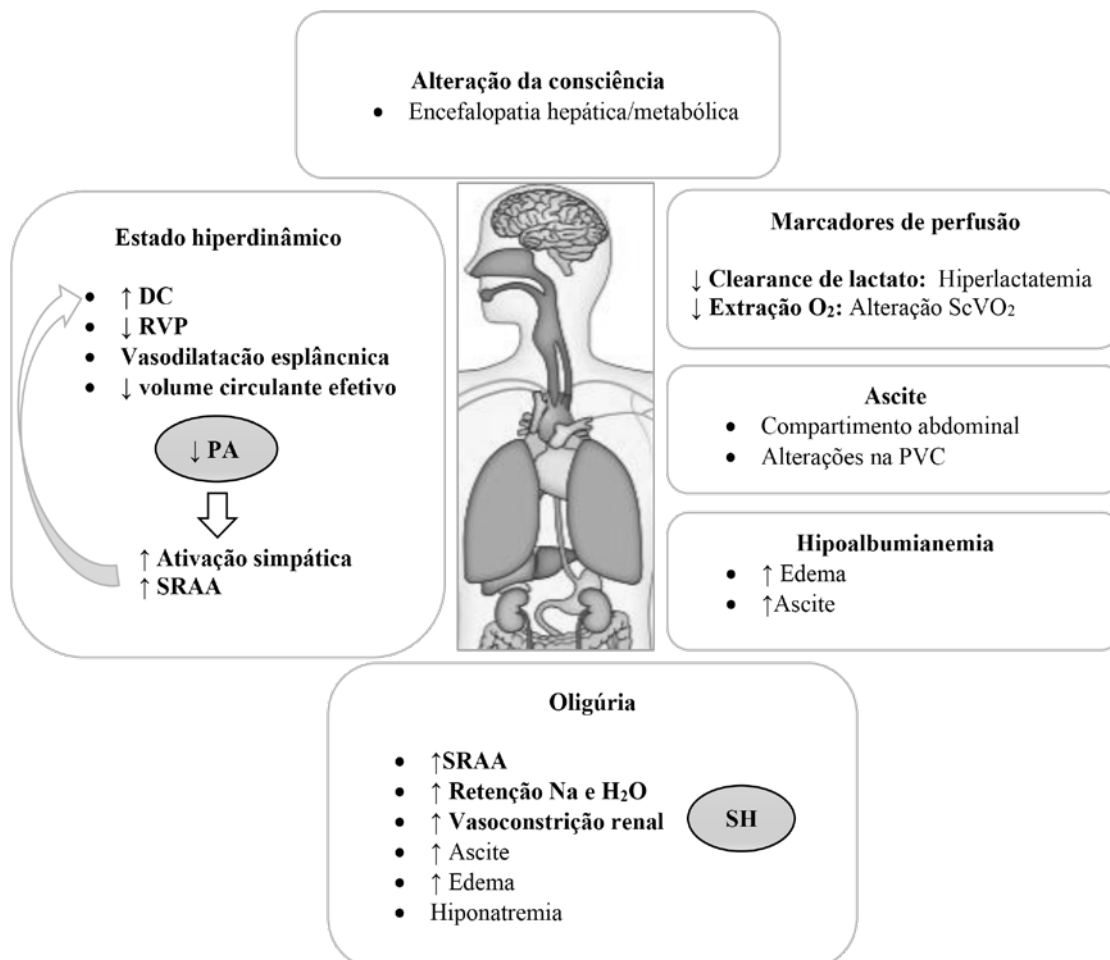 Alteração da consciência
• Encefalopatia hepática/metabólica
Estado hiperdinâmico
• ↑ DC
• ↓ RVP
• Vasodilatacão esplâncnica
• ↓ volume circulante efetivo
↓ PA
↑ Ativação simpática
↑ SRAA
Marcadores de perfusão
↓ Clearance de lactato: Hiperlactatemia
↓ Extração O₂: Alteração ScVO₂
Ascite
• Compartimento abdominal
• Alterações na PVC
Hipoalbumianemia
• ↑ Edema
• ↑Ascite
Oligúria
• ↑SRAA
• ↑ Retenção Na e H₂O
• ↑ Vasoconstrição renal
• ↑ Ascite
• ↑ Edema
• Hiponatremia
SH